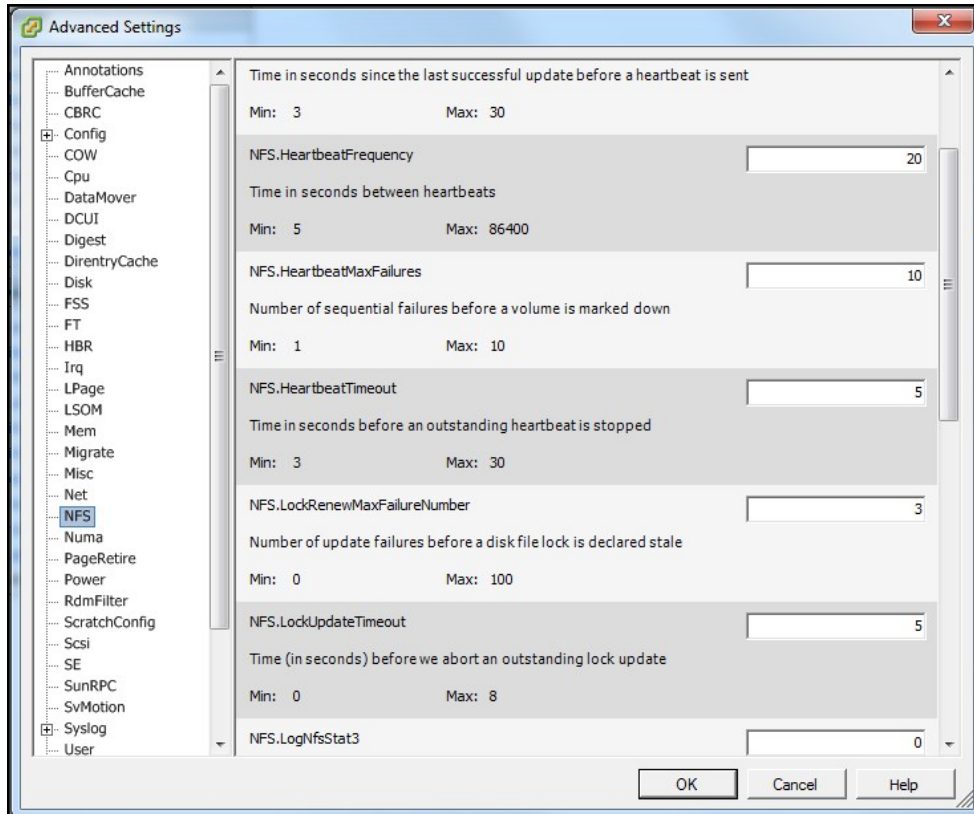 Advanced Settings
Annotations
BufferCache
CBRC
Config
COW
Cpu
DataMover
DCUI
Digest
DirentryCache
Disk
FSS
FT
HBR
Irq
LPage
LSOM
Mem
Migrate
Misc
Net
NFS
Numa
PageRetire
Power
RdmFilter
ScratchConfig
Scsi
SE
SunRPC
SvMotion
Syslog
User
Time in seconds since the last successful update before a heartbeat is sent
Min: 3 Max: 30
NFS.HeartbeatFrequency 20
Time in seconds between heartbeats
Min: 5 Max: 86400
NFS.HeartbeatMaxFailures 10
Number of sequential failures before a volume is marked down
Min: 1 Max: 10
NFS.HeartbeatTimeout 5
Time in seconds before an outstanding heartbeat is stopped
Min: 3 Max: 30
NFS.LockRenewMaxFailureNumber 3
Number of update failures before a disk file lock is declared stale
Min: 0 Max: 100
NFS.LockUpdateTimeout 5
Time (in seconds) before we abort an outstanding lock update
Min: 0 Max: 8
NFS.LogNfsStat3 0
OK Cancel Help